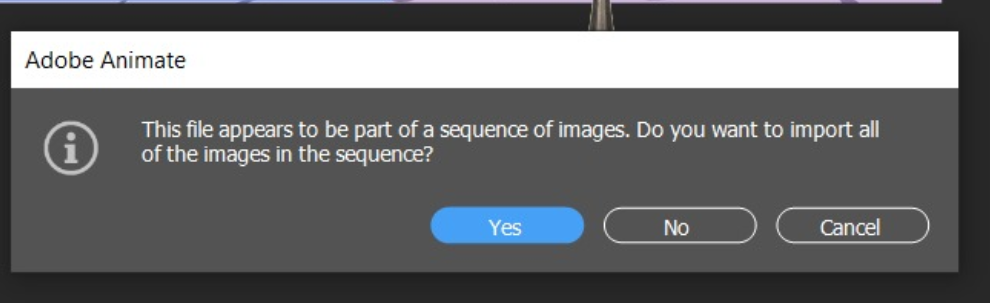 Adobe Animate
This file appears to be part of a sequence of images. Do you want to import all
of the images in the sequence?
Yes
No
Cancel